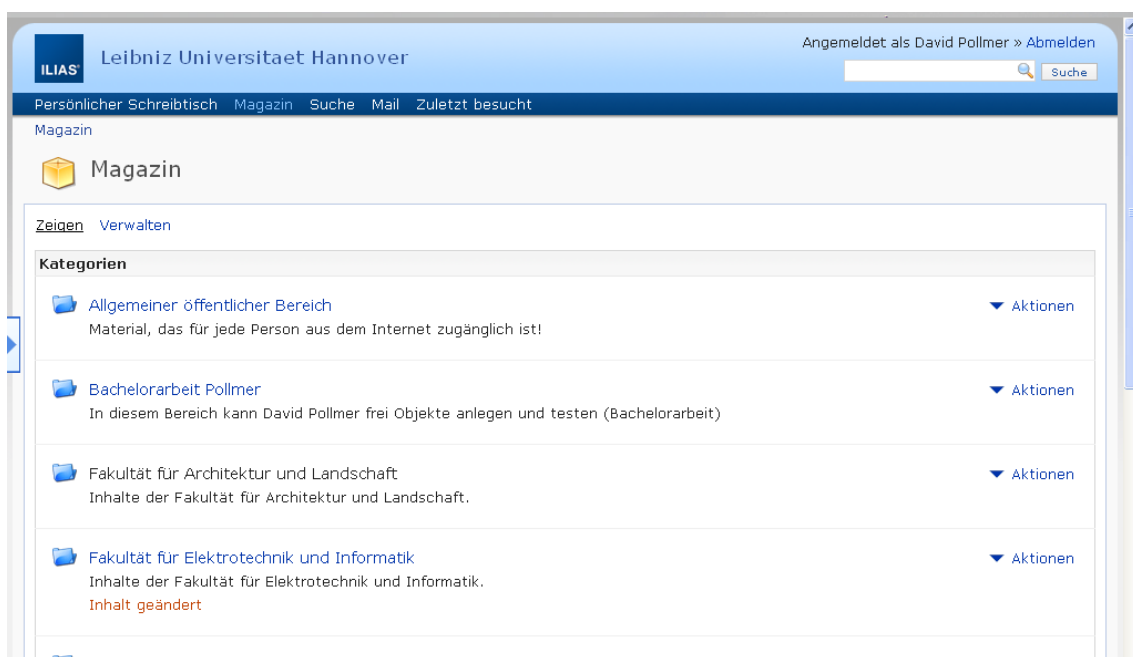 Angemeldet als David Pollmer » Abmelden
ILIAS
Leibniz Universitaet Hannover
Suche
Persönlicher Schreibtisch Magazin Suche Mail Zuletzt besucht
Magazin
Magazin
Zeigen Verwalten
Kategorien
Allgemeiner öffentlicher Bereich Aktionen
Material, das für jede Person aus dem Internet zugänglich ist!
Bachelorarbeit Pollmer Aktionen
In diesem Bereich kann David Pollmer frei Objekte anlegen und testen (Bachelorarbeit)
Fakultät für Architektur und Landschaft Aktionen
Inhalte der Fakultät für Architektur und Landschaft.
Fakultät für Elektrotechnik und Informatik Aktionen
Inhalte der Fakultät für Elektrotechnik und Informatik.
Inhalt geändert